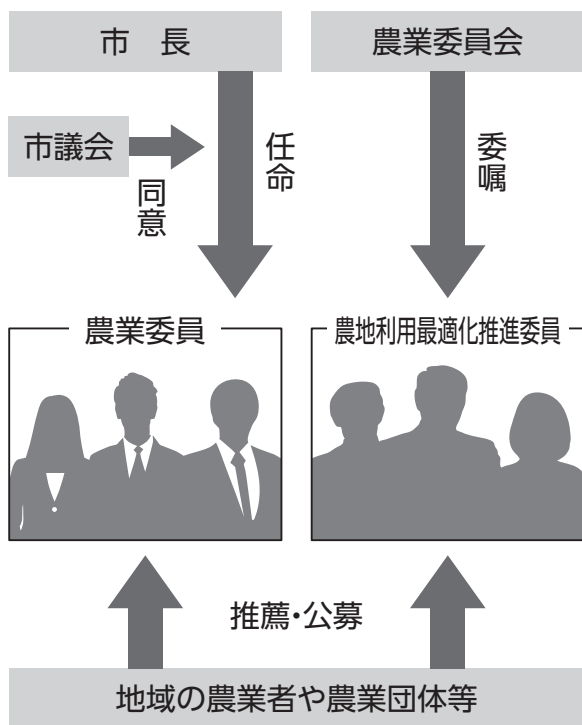 市 長
農業委員会
市議会
同意
任命
委嘱
農業委員
農地利用最適化推進委員
推薦・公募
地域の農業者や農業団体等